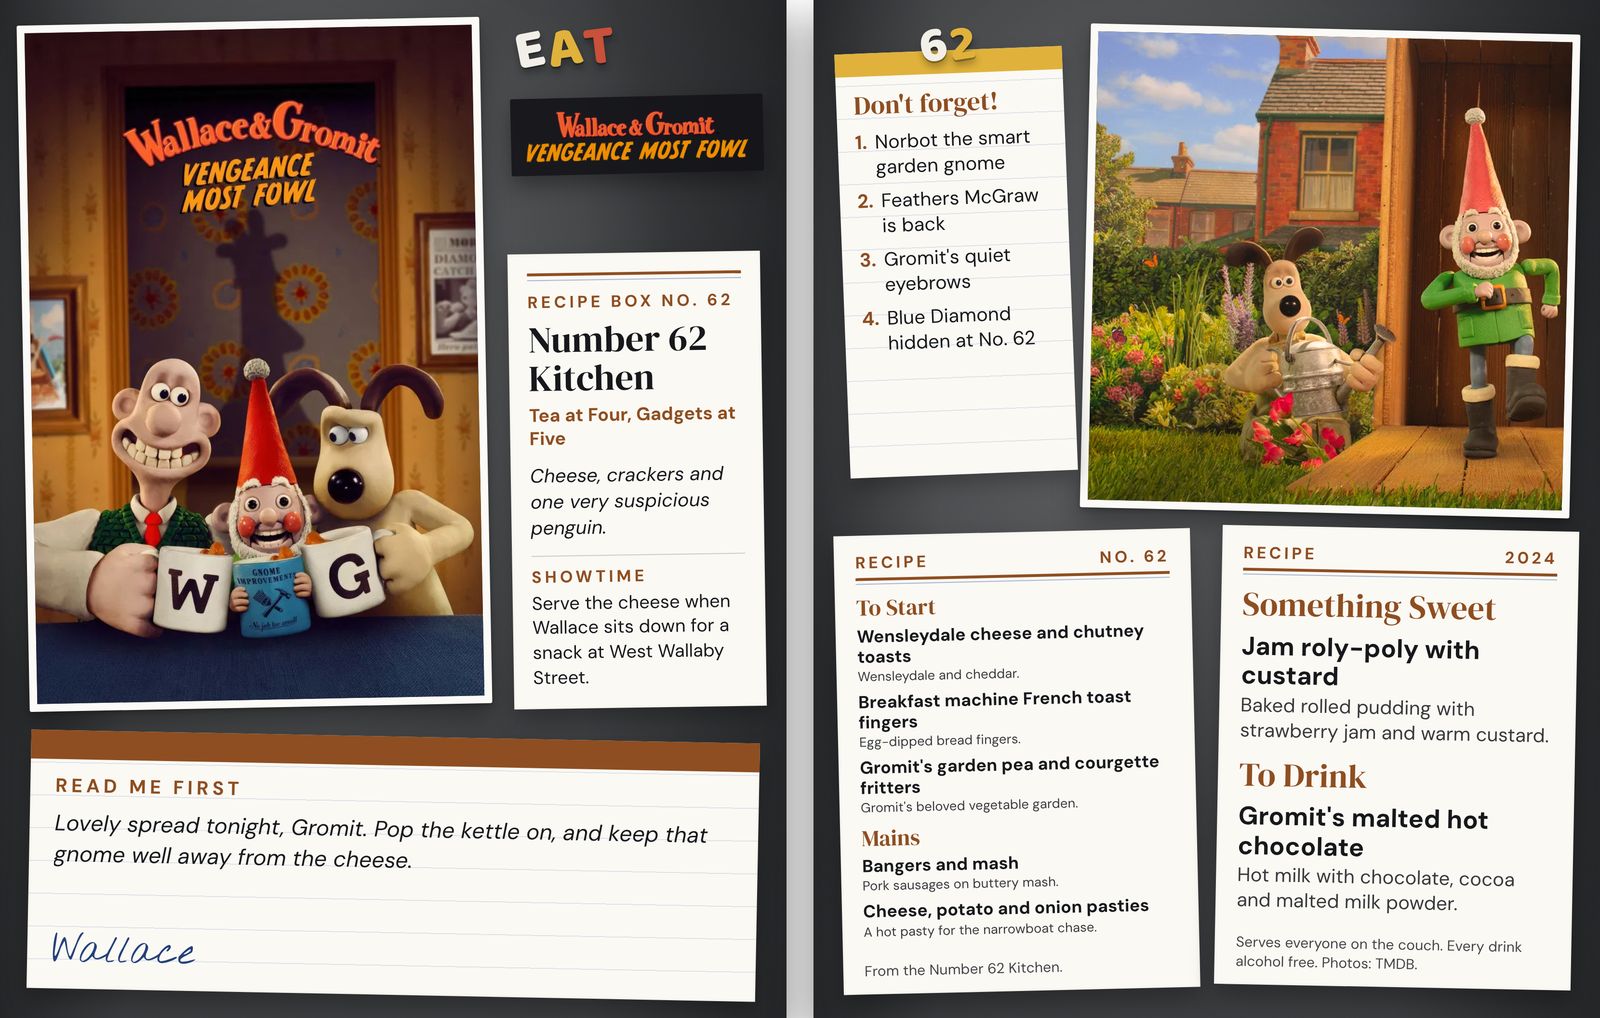 Wallace & Gromit
VENGEANCE
MOST FOWL
W
GNOME
IMPROVEMENTS
No job too small
G
EAT
Wallace & Gromit
VENGEANCE MOST FOWL
RECIPE BOX NO. 62
Number 62
Kitchen
Tea at Four, Gadgets at
Five
Cheese, crackers and
one very suspicious
penguin.
SHOWTIME
Serve the cheese when
Wallace sits down for a
snack at West Wallaby
Street.
READ ME FIRST
Lovely spread tonight, Gromit. Pop the kettle on, and keep that
gnome well away from the cheese.
Wallace
62
Don't forget!
1. Norbot the smart
garden gnome
2. Feathers McGraw
is back
3. Gromit's quiet
eyebrows
4. Blue Diamond
hidden at No. 62
RECIPE NO. 62
To Start
Wensleydale cheese and chutney
toasts
Wensleydale and cheddar.
Breakfast machine French toast
fingers
Egg-dipped bread fingers.
Gromit's garden pea and courgette
fritters
Gromit's beloved vegetable garden.
Mains
Bangers and mash
Pork sausages on buttery mash.
Cheese, potato and onion pasties
A hot pasty for the narrowboat chase.
From the Number 62 Kitchen.
RECIPE 2024
Something Sweet
Jam roly-poly with
custard
Baked rolled pudding with
strawberry jam and warm custard.
To Drink
Gromit's malted hot
chocolate
Hot milk with chocolate, cocoa
and malted milk powder.
Serves everyone on the couch. Every drink
alcohol free. Photos: TMDB.